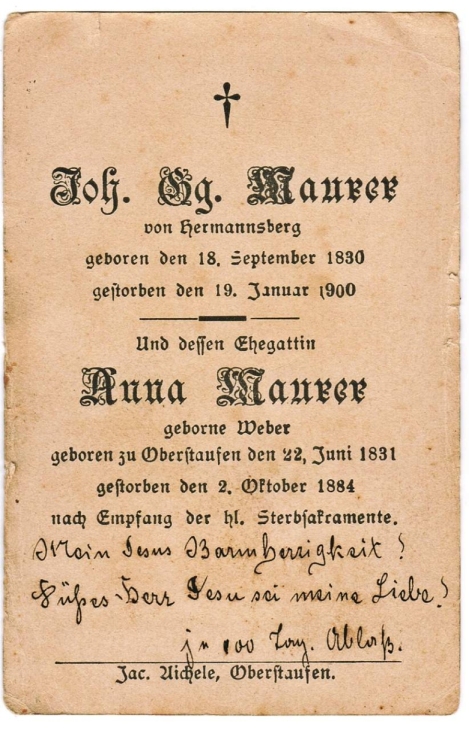 Joh. Gg. Maurer
von Hermannsberg
geboren den 18. September 1830
gestorben den 19. Januar 1900
Und dessen Ehegattin
Anna Maurer
geborne Weber
geboren zu Oberstaufen den 22, Juni 1831
gestorben den 2. Oktober 1884
nach Empfang der hl. Sterbsakramente.
Mein Jesus Barmherzigkeit!
Süßes Herz Jesu sei meine Liebe!
je 100 Tag. Ablaß.
Jac. Aichele, Oberstaufen.